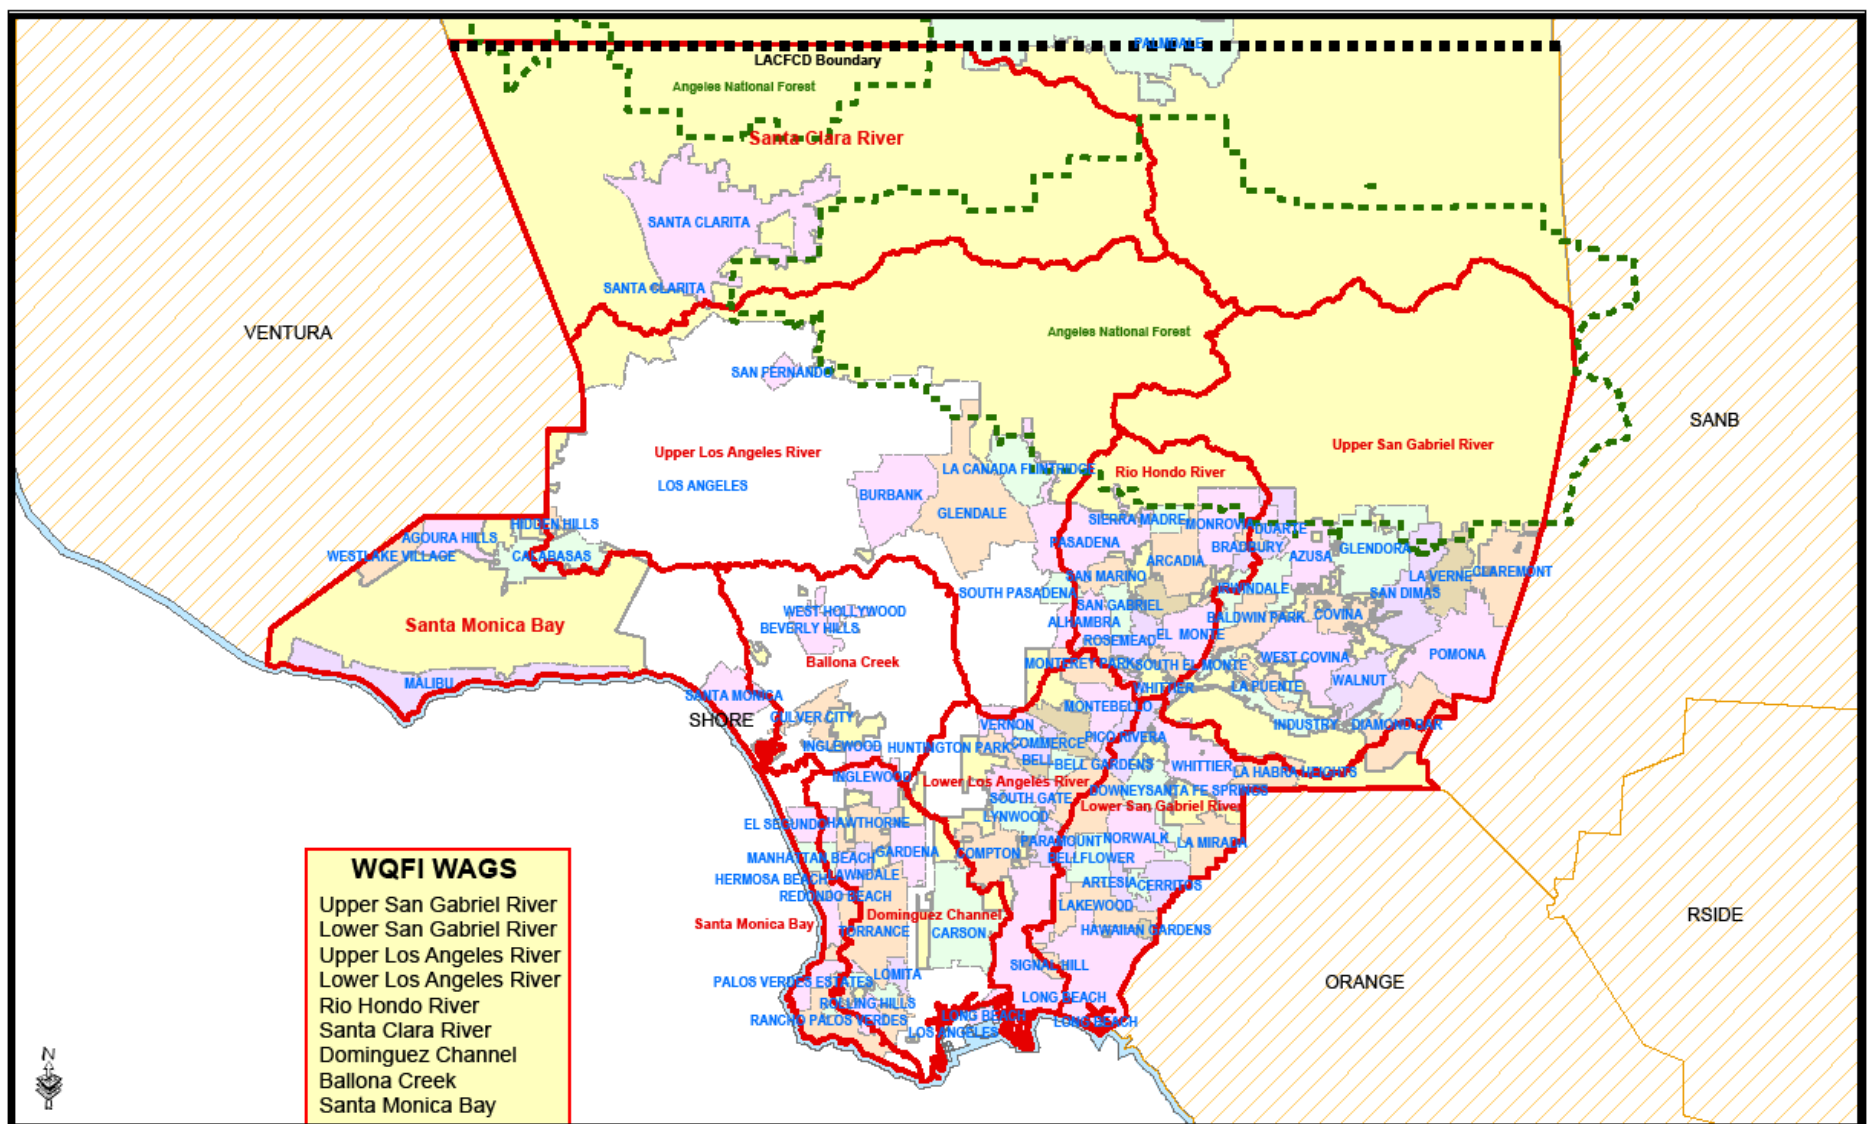 PALMDALE
LACFCD Boundary
Angeles National Forest
Santa Clara River
SANTA CLARITA
SANTA CLARITA
VENTURA
Angeles National Forest
SAN FERNANDO
SANB
Upper San Gabriel River
Upper Los Angeles River
Rio Hondo River
LA CANADA FLINTRIDGE
LOS ANGELES
BURBANK
GLENDALE
SIERRA MADRE
MONROVIA
DUARTE
HIDDEN HILLS
AGOURA HILLS
WESTLAKE VILLAGE
CALABASAS
PASADENA
BRADBURY
GLENDORA
AZUSA
ARCADIA
SAN MARINO
LA VERNE
CLAREMONT
SOUTH PASADENA
IRWINDALE
SAN DIMAS
WEST HOLLYWOOD
SAN GABRIEL
BALDWIN PARK
COVINA
BEVERLY HILLS
ALHAMBRA
Santa Monica Bay
ROSEMEAD
EL MONTE
Ballona Creek
MONTEREY PARK
SOUTH EL MONTE
WEST COVINA
POMONA
MALIBU
WHITTIER
LA PUENTE
WALNUT
SANTA MONICA
MONTEBELLO
SHORE
CULVER CITY
VERNON
INDUSTRY
DIAMOND BAR
INGLEWOOD
HUNTINGTON PARK
COMMERCE
PICO RIVERA
BELL
BELL GARDENS
WHITTIER
LA HABRA HEIGHTS
INGLEWOOD
Lower Los Angeles River
DOWNEY
SANTA FE SPRINGS
SOUTH GATE
Lower San Gabriel River
LYNWOOD
EL SEGUNDO
HAWTHORNE
PARAMOUNT
NORWALK
LA MIRADA
GARDENA
COMPTON
BELLFLOWER
MANHATTAN BEACH
LAWNDALE
HERMOSA BEACH
ARTESIA
CERRITOS
REDONDO BEACH
LAKEWOOD
Dominguez Channel
Santa Monica Bay
TORRANCE
CARSON
HAWAIIAN GARDENS
RSIDE
SIGNAL HILL
LOMITA
PALOS VERDES ESTATES
ORANGE
LONG BEACH
ROLLING HILLS
RANCHO PALOS VERDES
LONG BEACH
LONG BEACH
LOS ANGELES
WQFI WAGS
Upper San Gabriel River
Lower San Gabriel River
Upper Los Angeles River
Lower Los Angeles River
Rio Hondo River
Santa Clara River
Dominguez Channel
Ballona Creek
Santa Monica Bay
N